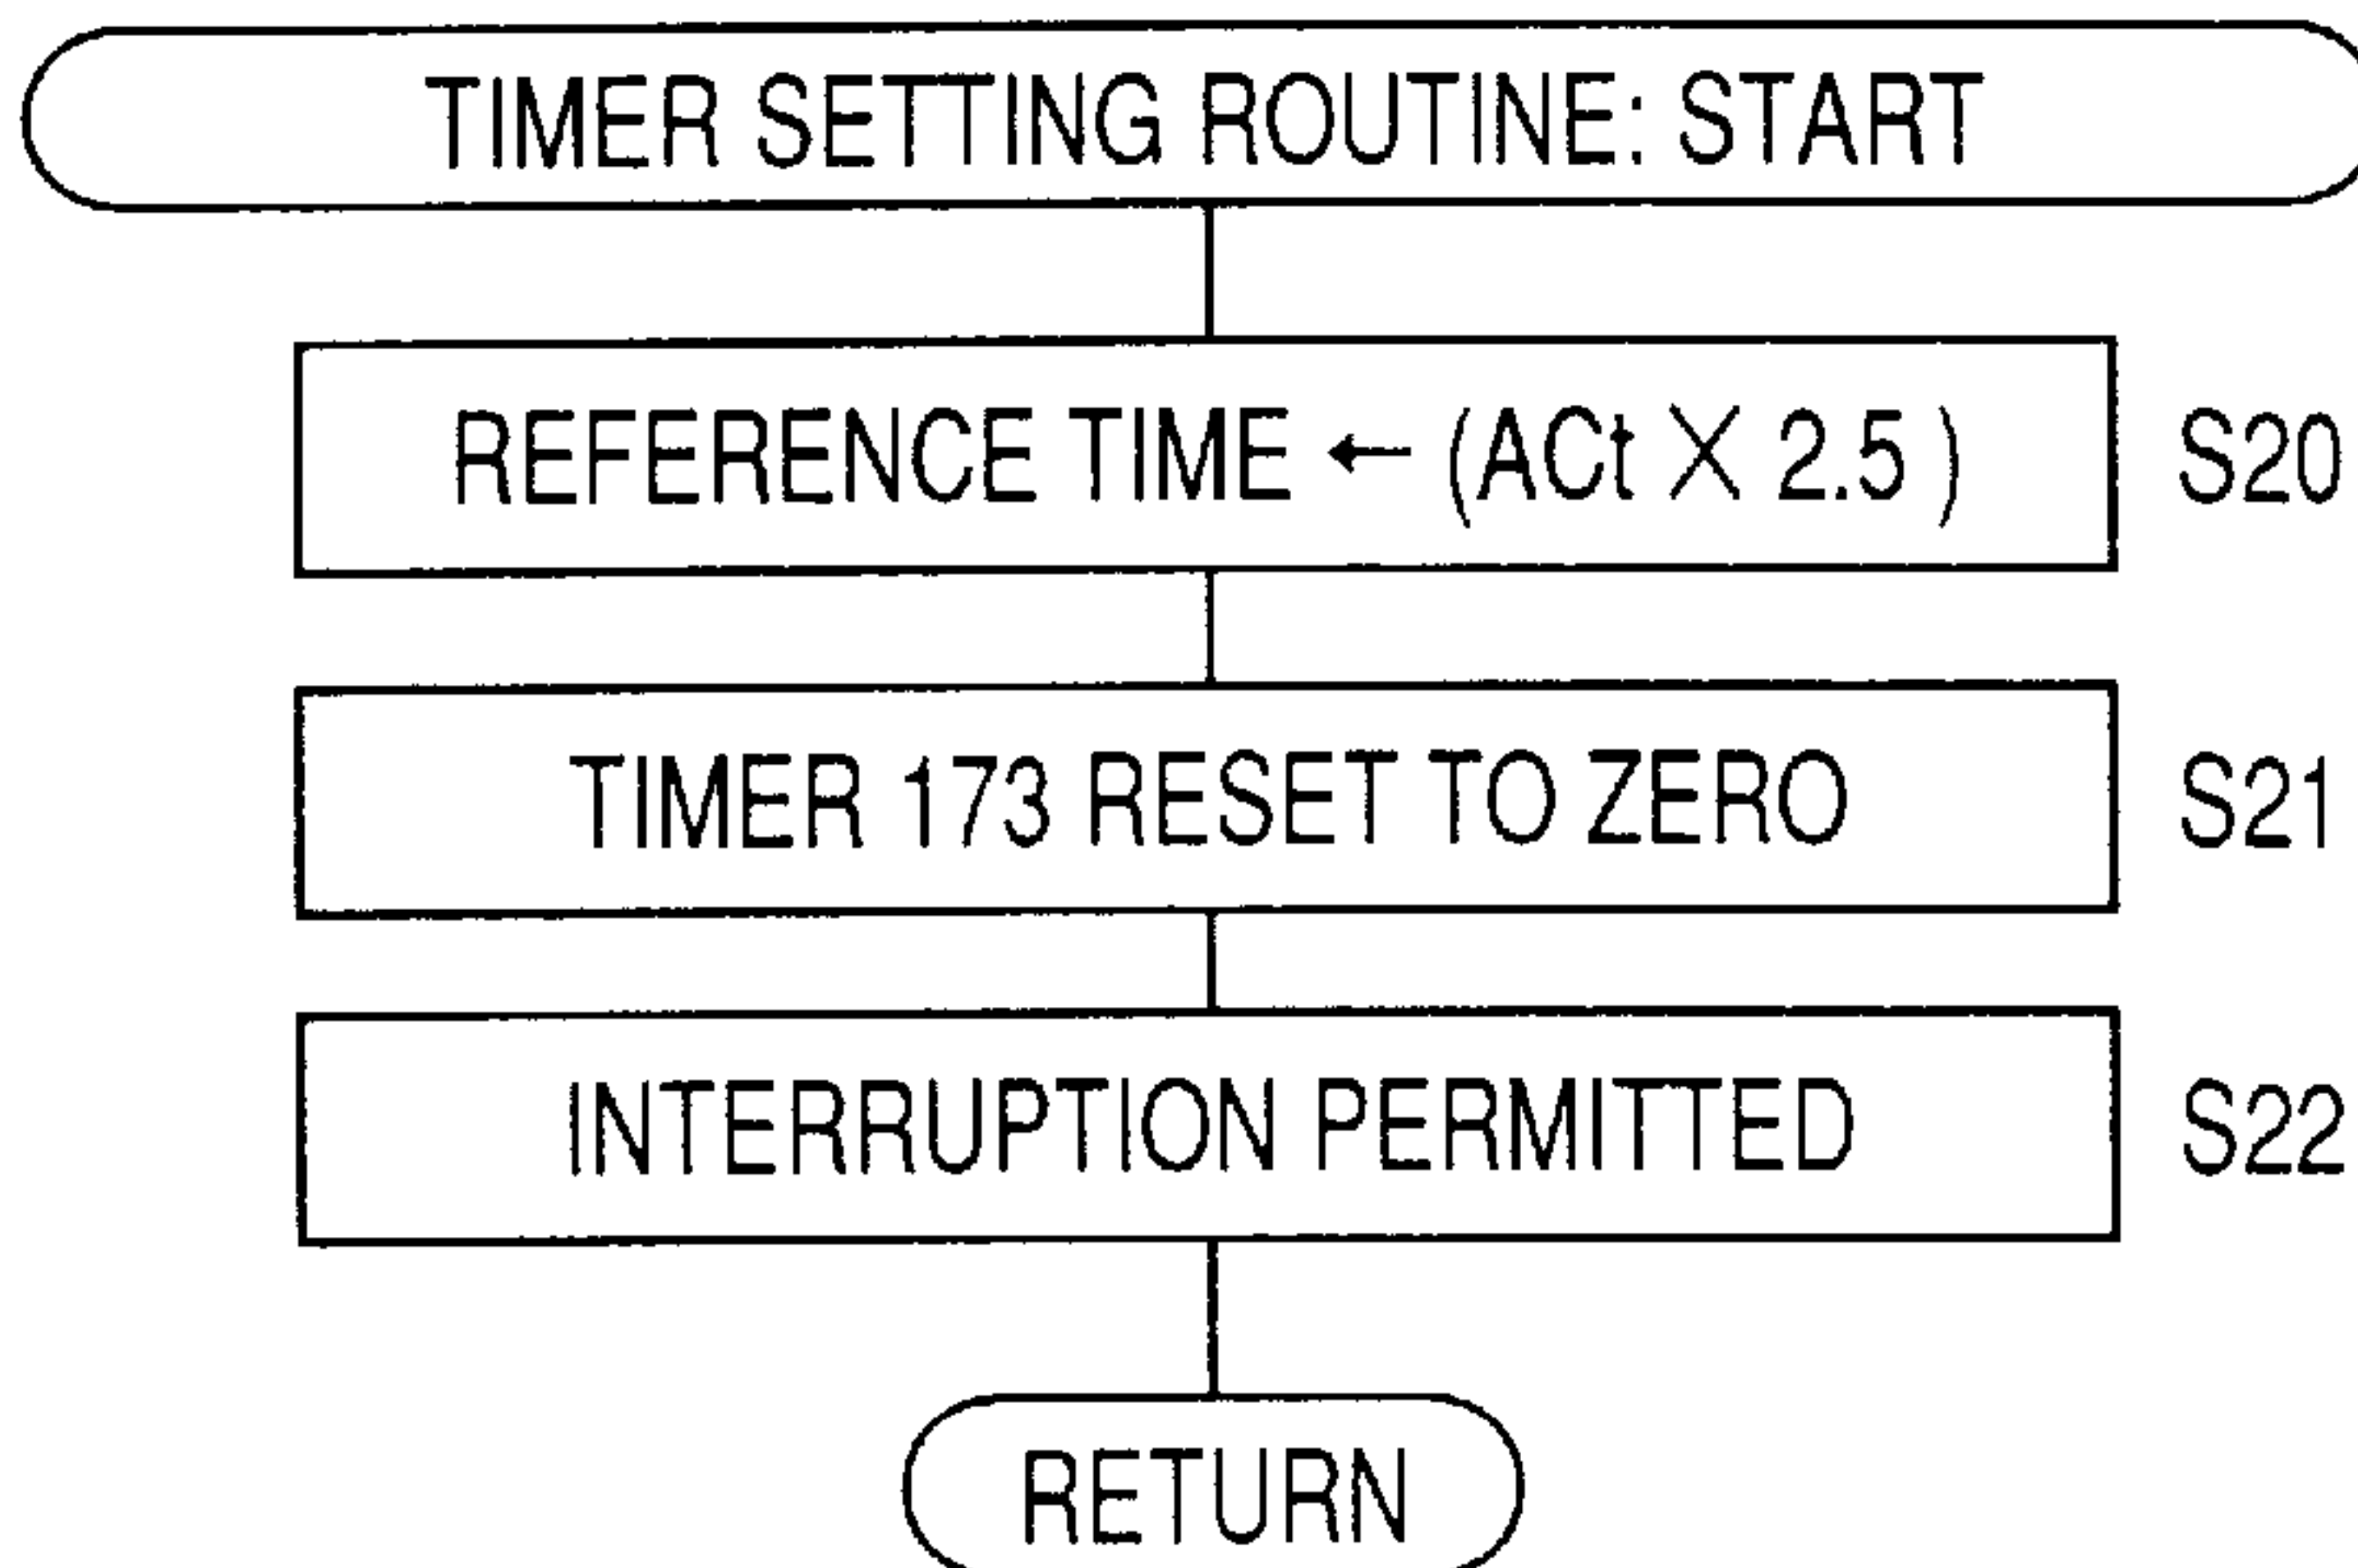 TIMER SETTING ROUTINE: START
REFERENCE TIME ← (ACt X 2.5) S20
TIMER 173 RESET TO ZERO S21
INTERRUPTION PERMITTED S22
RETURN